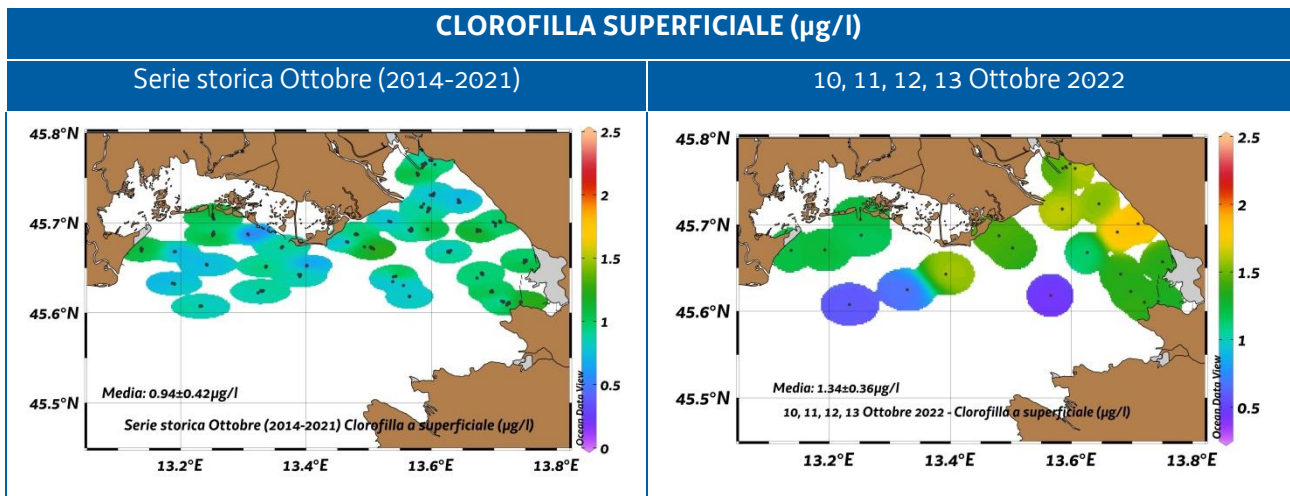 CLOROFILLA SUPERFICIALE (µg/l)
Serie storica Ottobre (2014-2021)
10, 11, 12, 13 Ottobre 2022
45.8°N
45.7°N
45.6°N
45.5°N
13.2°E
13.4°E
13.6°E
13.8°E
2.5
2
1.5
1
0.5
0
Ocean Data View
Media: 0.94±0.42µg/l
Serie storica Ottobre (2014-2021) Clorofilla a superficiale (µg/l)
45.8°N
45.7°N
45.6°N
45.5°N
13.2°E
13.4°E
13.6°E
13.8°E
2.5
2
1.5
1
0.5
Ocean Data View
Media: 1.34±0.36µg/l
10, 11, 12, 13 Ottobre 2022 - Clorofilla a superficiale (µg/l)